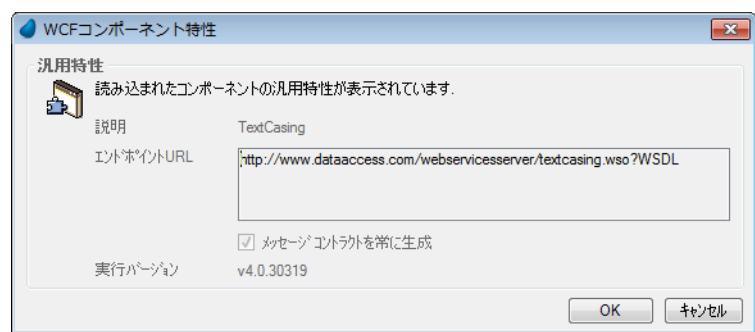 WCFコンポーネント特性
汎用特性
読み込まれたコンポーネントの汎用特性が表示されています.
説明 TextCasing
エンドポイントURL http://www.dataaccess.com/webservicesserver/textcasing.wso?WSDL
メッセージコントラクトを常に生成
実行バージョン v4.0.30319
OK キャンセル